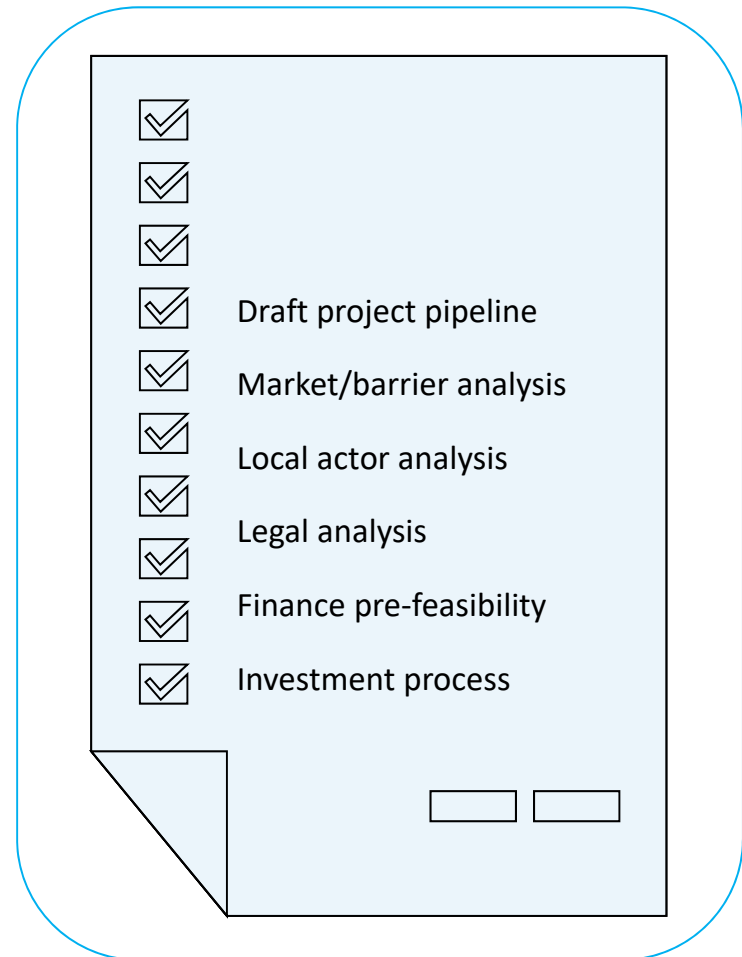 Draft project pipeline
Market/barrier analysis
Local actor analysis
Legal analysis
Finance pre-feasibility
Investment process